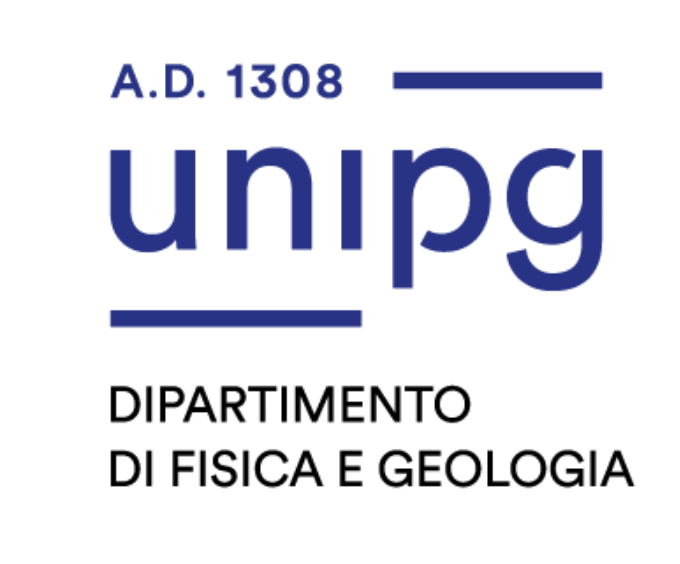 A.D. 1308
unipg
DIPARTIMENTO
DI FISICA E GEOLOGIA